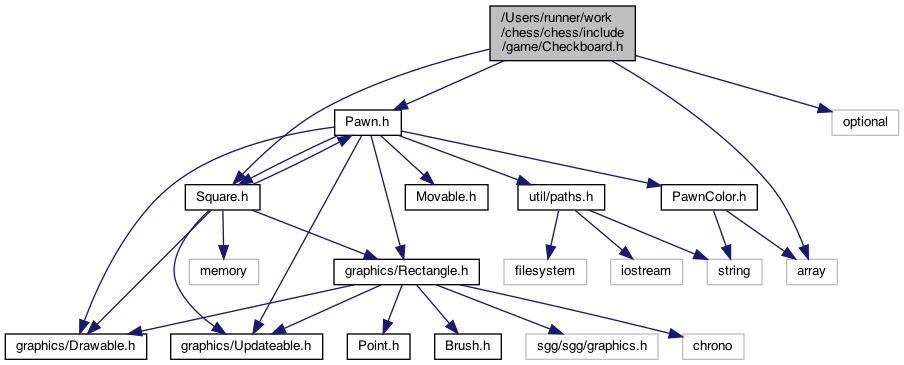 /Users/runner/work
/chess/chess/include
/game/Checkboard.h
Pawn.h
optional
Square.h
Movable.h
util/paths.h
PawnColor.h
memory
graphics/Rectangle.h
filesystem
iostream
string
array
graphics/Drawable.h
graphics/Updateable.h
Point.h
Brush.h
sgg/sgg/graphics.h
chrono